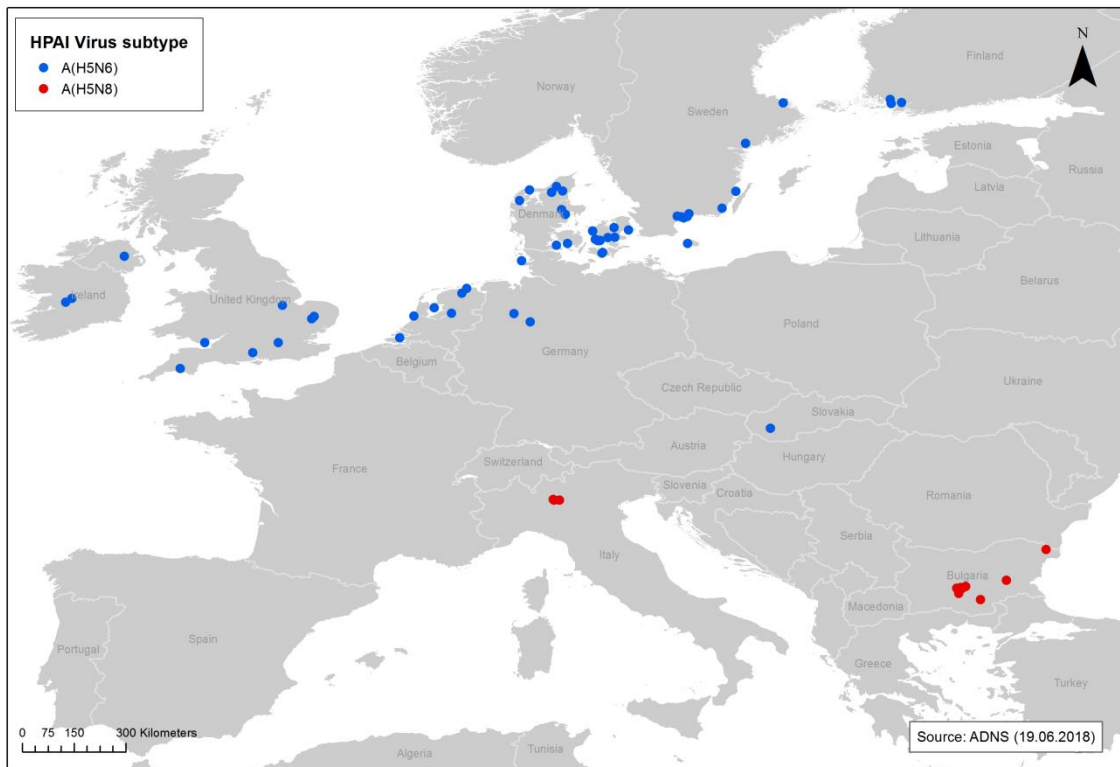 HPAI Virus subtype
A(H5N6)
A(H5N8)
N
Finland
Norway
Sweden
Estonia
Russia
Latvia
Denmark
Lithuania
Belarus
Ireland
United Kingdom
Poland
Germany
Belgium
Ukraine
Czech Republic
Slovakia
Austria
Hungary
France
Switzerland
Slovenia
Croatia
Romania
Serbia
Italy
Bulgaria
Macedonia
Spain
Portugal
Greece
Turkey
0 75 150 300 Kilometers
Source: ADNS (19.06.2018)
Algeria
Tunisia